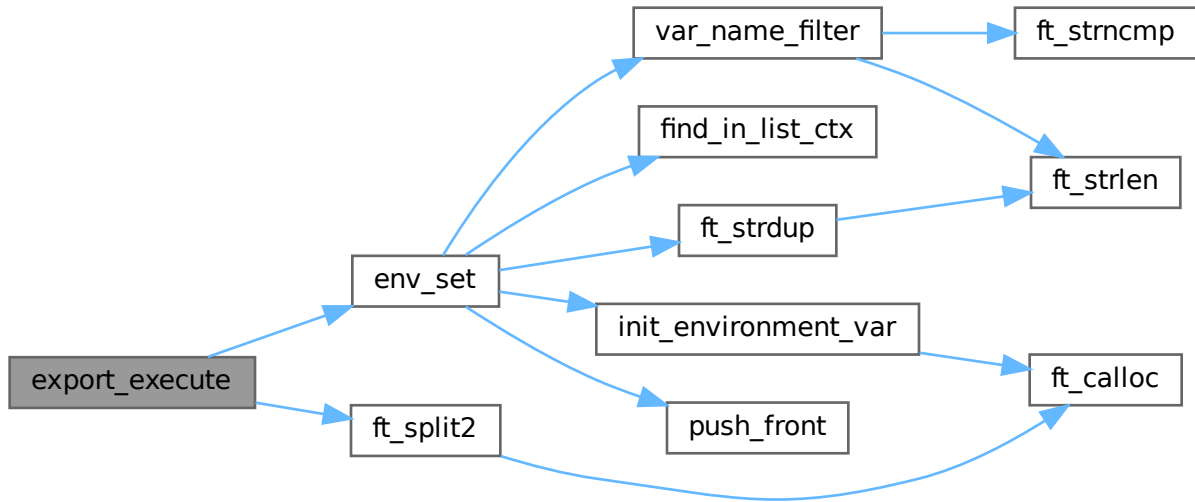 var_name_filter
ft_strncmp
find_in_list_ctx
ft_strlen
ft_strdup
env_set
init_environment_var
export_execute
ft_calloc
ft_split2
push_front